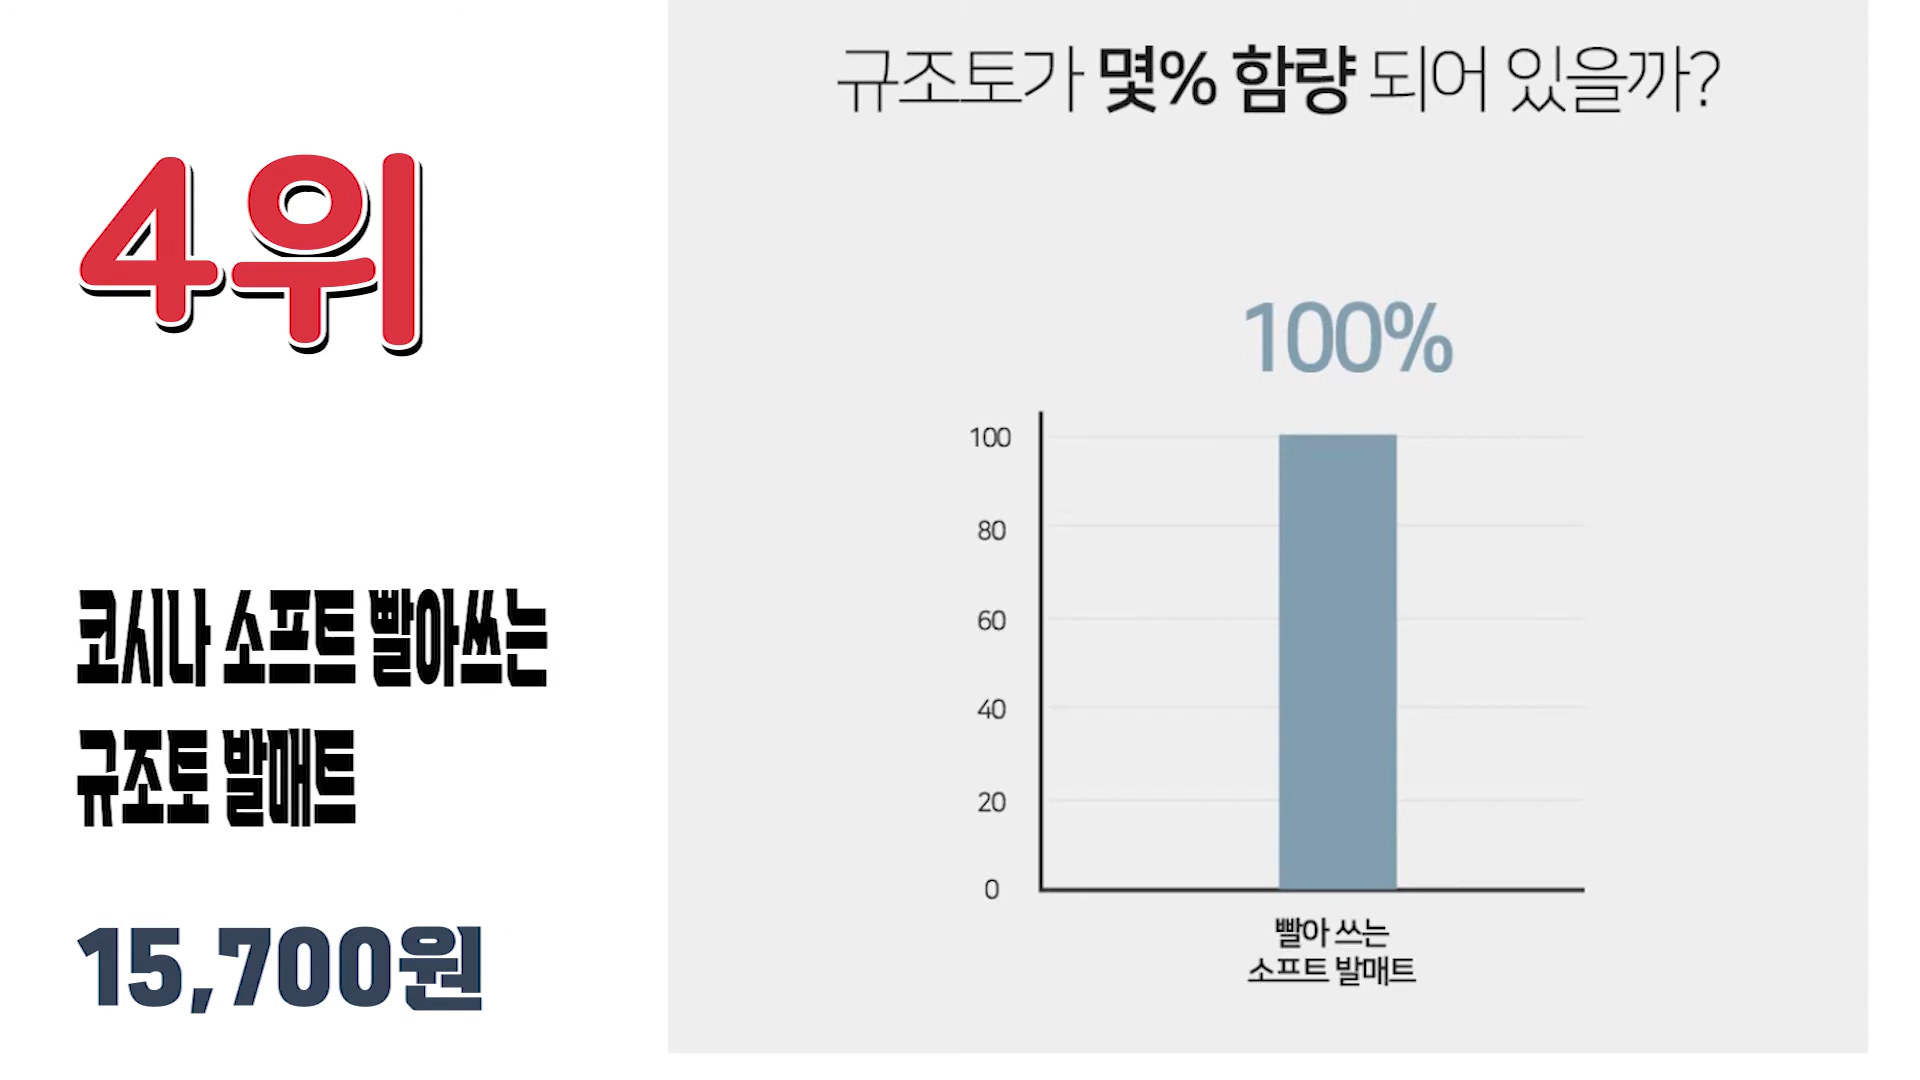 4위
코시나 소프트 빨아쓰는
규조토 발매트
15,700원
규조토가 몇% 함량 되어 있을까?
100%
100
80
60
40
20
0
빨아 쓰는
소프트 발매트